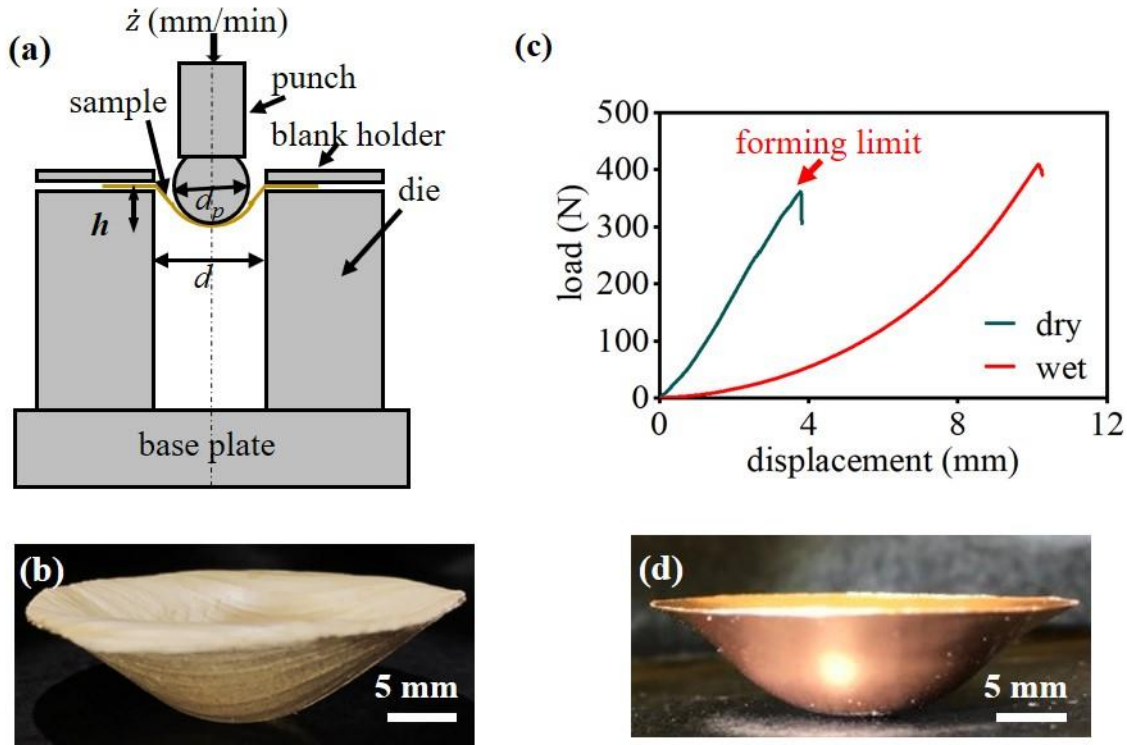 (a)
ż (mm/min)
punch
sample
blank holder
die
d_p
h
d
base plate
(b)
5 mm
(c)
500
400
300
200
100
0
load (N)
forming limit
dry
wet
0
4
8
12
displacement (mm)
(d)
5 mm